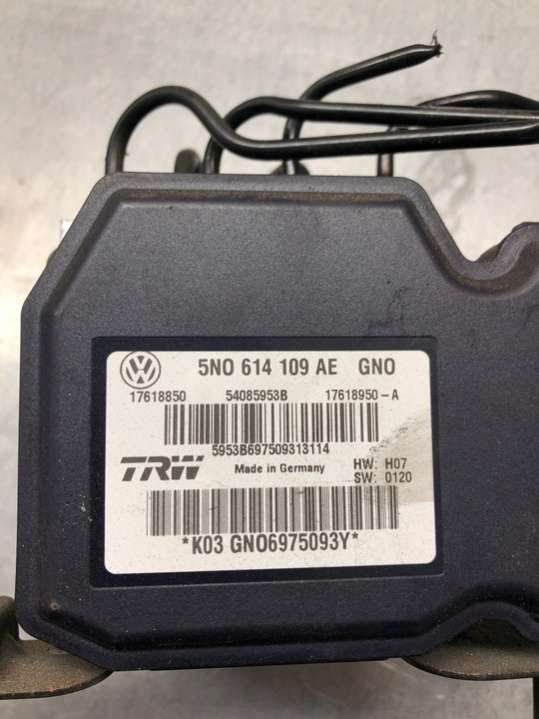 5N0 614 109 AE GNO
17618850 54085953B 17618950-A
5953B697509313114
TRW Made in Germany HW: H07
SW: 0120
*K03 GNO6975093Y*